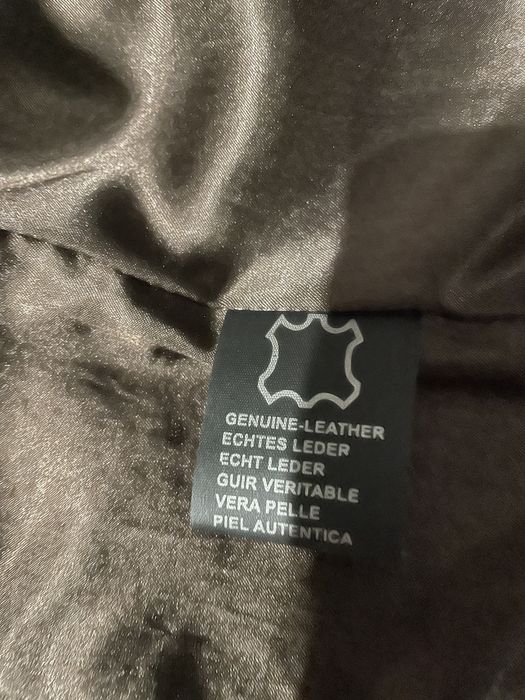 GENUINE-LEATHER
ECHTES LEDER
ECHT LEDER
GUIR VERITABLE
VERA PELLE
PIEL AUTENTICA